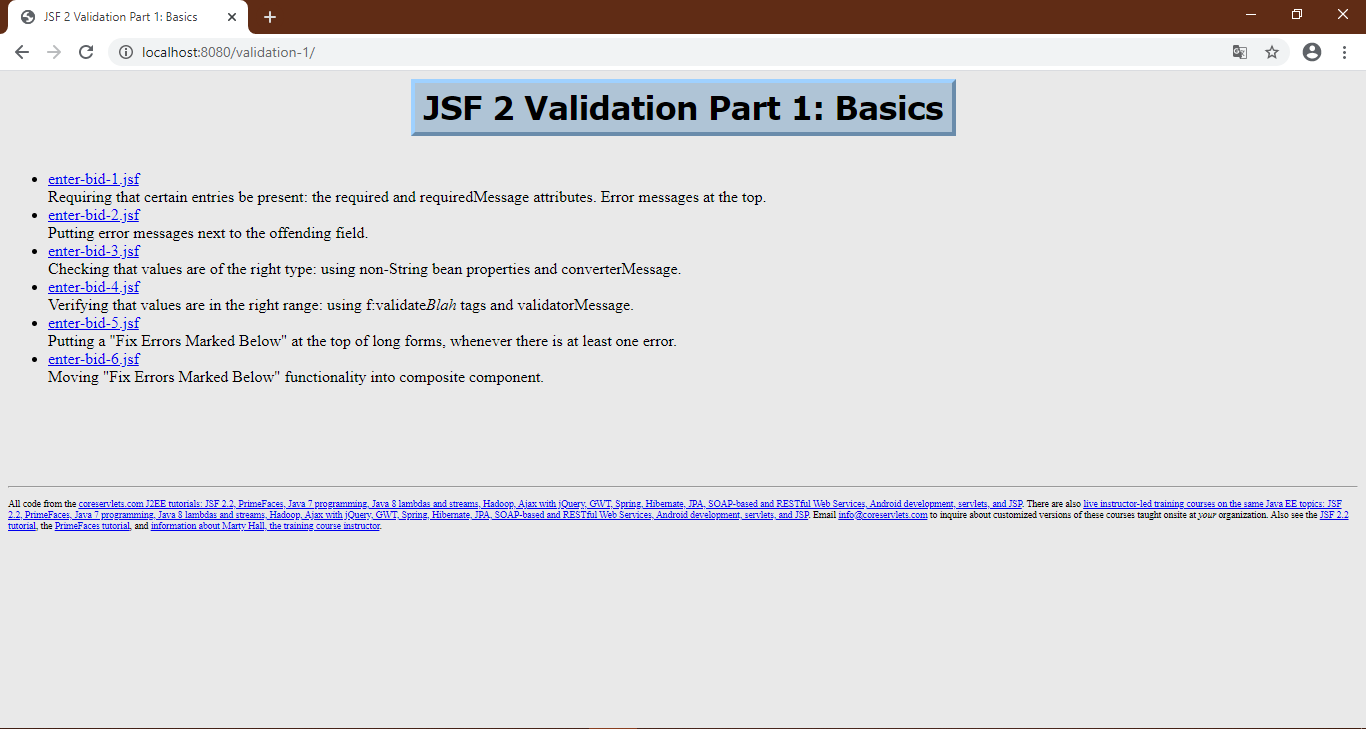 JSF 2 Validation Part 1: Basics
localhost:8080/validation-1/
JSF 2 Validation Part 1: Basics
enter-bid-1.jsf
Requiring that certain entries be present: the required and requiredMessage attributes. Error messages at the top.
enter-bid-2.jsf
Putting error messages next to the offending field.
enter-bid-3.jsf
Checking that values are of the right type: using non-String bean properties and converterMessage.
enter-bid-4.jsf
Verifying that values are in the right range: using f:validateBlah tags and validatorMessage.
enter-bid-5.jsf
Putting a "Fix Errors Marked Below" at the top of long forms, whenever there is at least one error.
enter-bid-6.jsf
Moving "Fix Errors Marked Below" functionality into composite component.
All code from the coreservlets.com J2EE tutorials: JSF 2.2, PrimeFaces, Java 7 programming, Java 8 lambdas and streams, Hadoop, Ajax with jQuery, GWT, Spring, Hibernate, JPA, SOAP-based and RESTful Web Services, Android development, servlets, and JSP. There are also live instructor-led training courses on the same Java EE topics: JSF
2.2, PrimeFaces, Java 7 programming, Java 8 lambdas and streams, Hadoop, Ajax with jQuery, GWT, Spring, Hibernate, JPA, SOAP-based and RESTful Web Services, Android development, servlets, and JSP. Email info@coreservlets.com to inquire about customized versions of these courses taught onsite at your organization. Also see the JSF 2.2
tutorial, the PrimeFaces tutorial, and information about Marty Hall, the training course instructor.